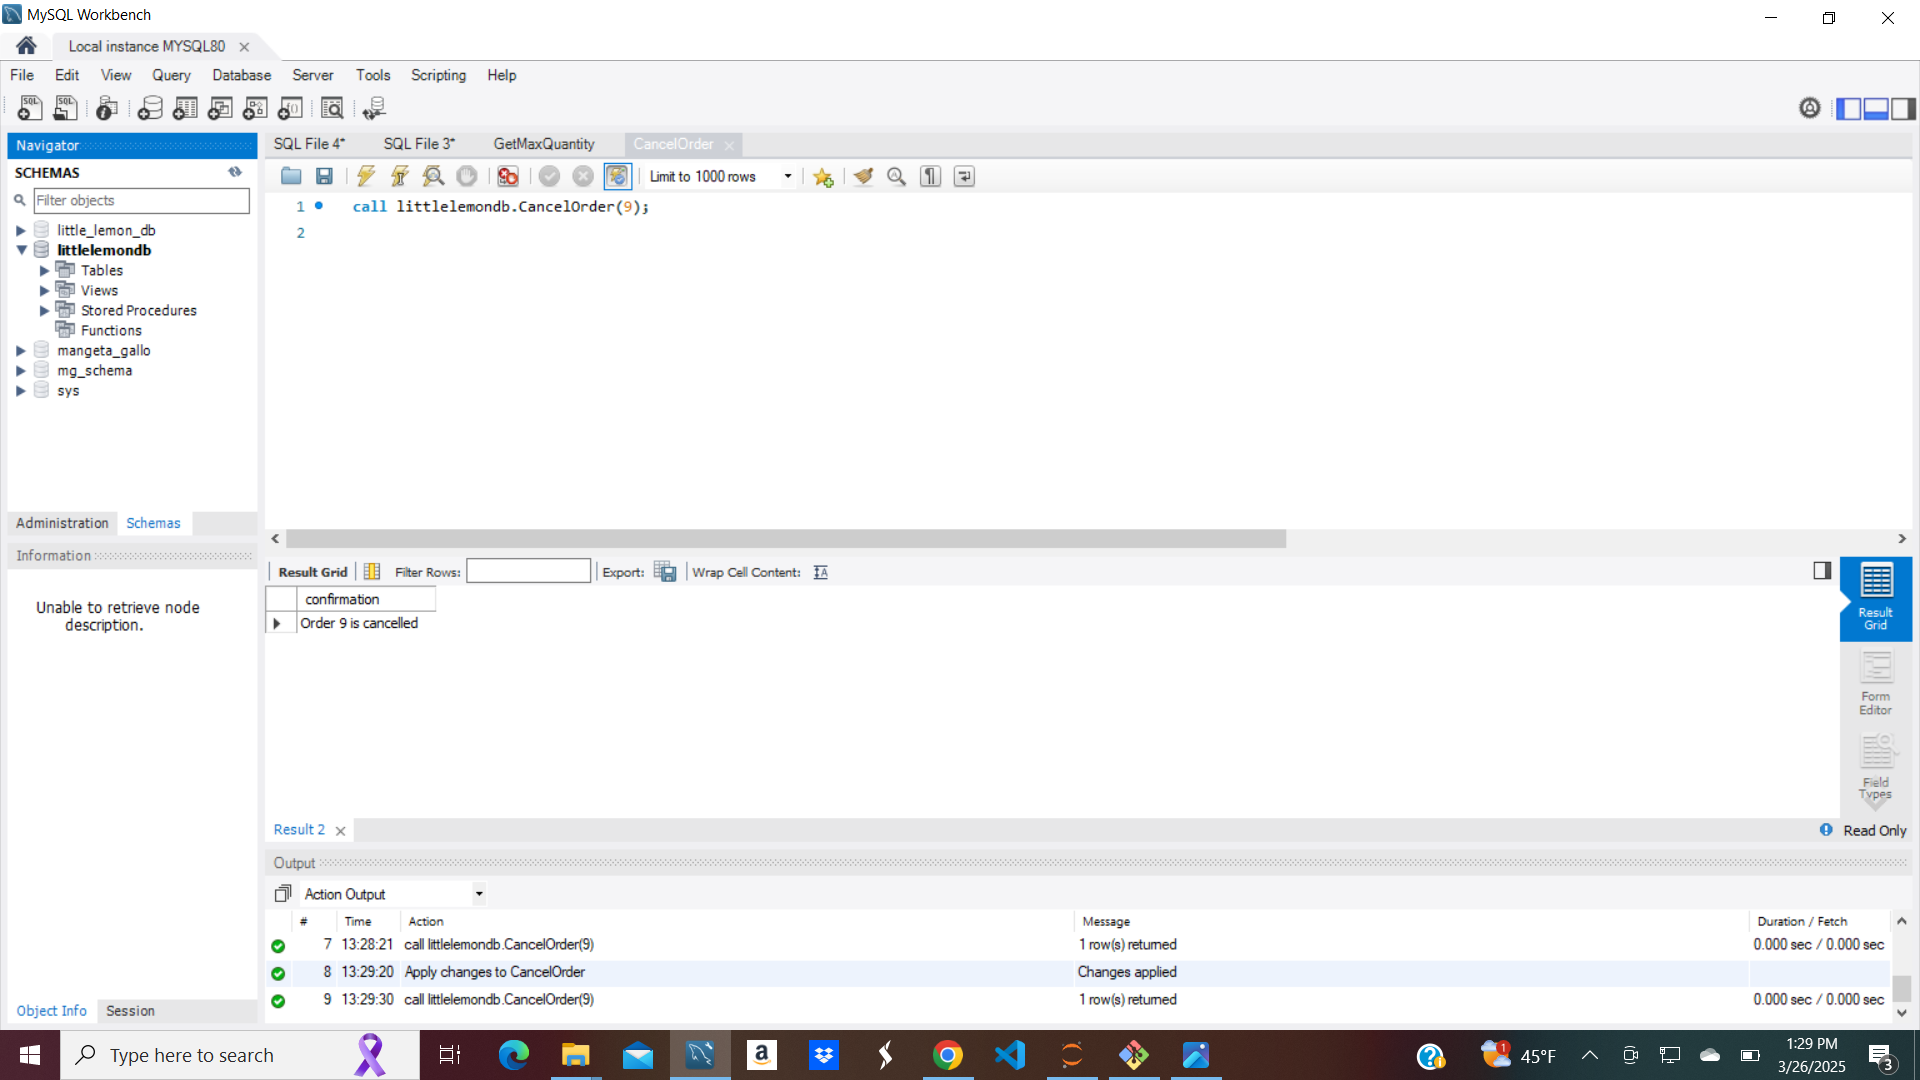 MySQL Workbench
Local instance MYSQL80
File Edit View Query Database Server Tools Scripting Help
Navigator
SCHEMAS
Filter objects
little_lemon_db
littlelemondb
Tables
Views
Stored Procedures
Functions
mangeta_gallo
mg_schema
sys
Administration Schemas
Information
Unable to retrieve node
description.
Object Info Session
SQL File 4* SQL File 3* GetMaxQuantity CancelOrder
Limit to 1000 rows
1 call littlelemondb.CancelOrder(9);
2
Result Grid Filter Rows: Export: Wrap Cell Content:
confirmation
Order 9 is cancelled
Result
Grid
Form
Editor
Field
Types
Result 2
Read Only
Output
Action Output
# Time Action Message Duration / Fetch
7 13:28:21 call littlelemondb.CancelOrder(9) 1 row(s) returned 0.000 sec / 0.000 sec
8 13:29:20 Apply changes to CancelOrder Changes applied
9 13:29:30 call littlelemondb.CancelOrder(9) 1 row(s) returned 0.000 sec / 0.000 sec
Type here to search
1
45°F
1:29 PM
3/26/2025
3